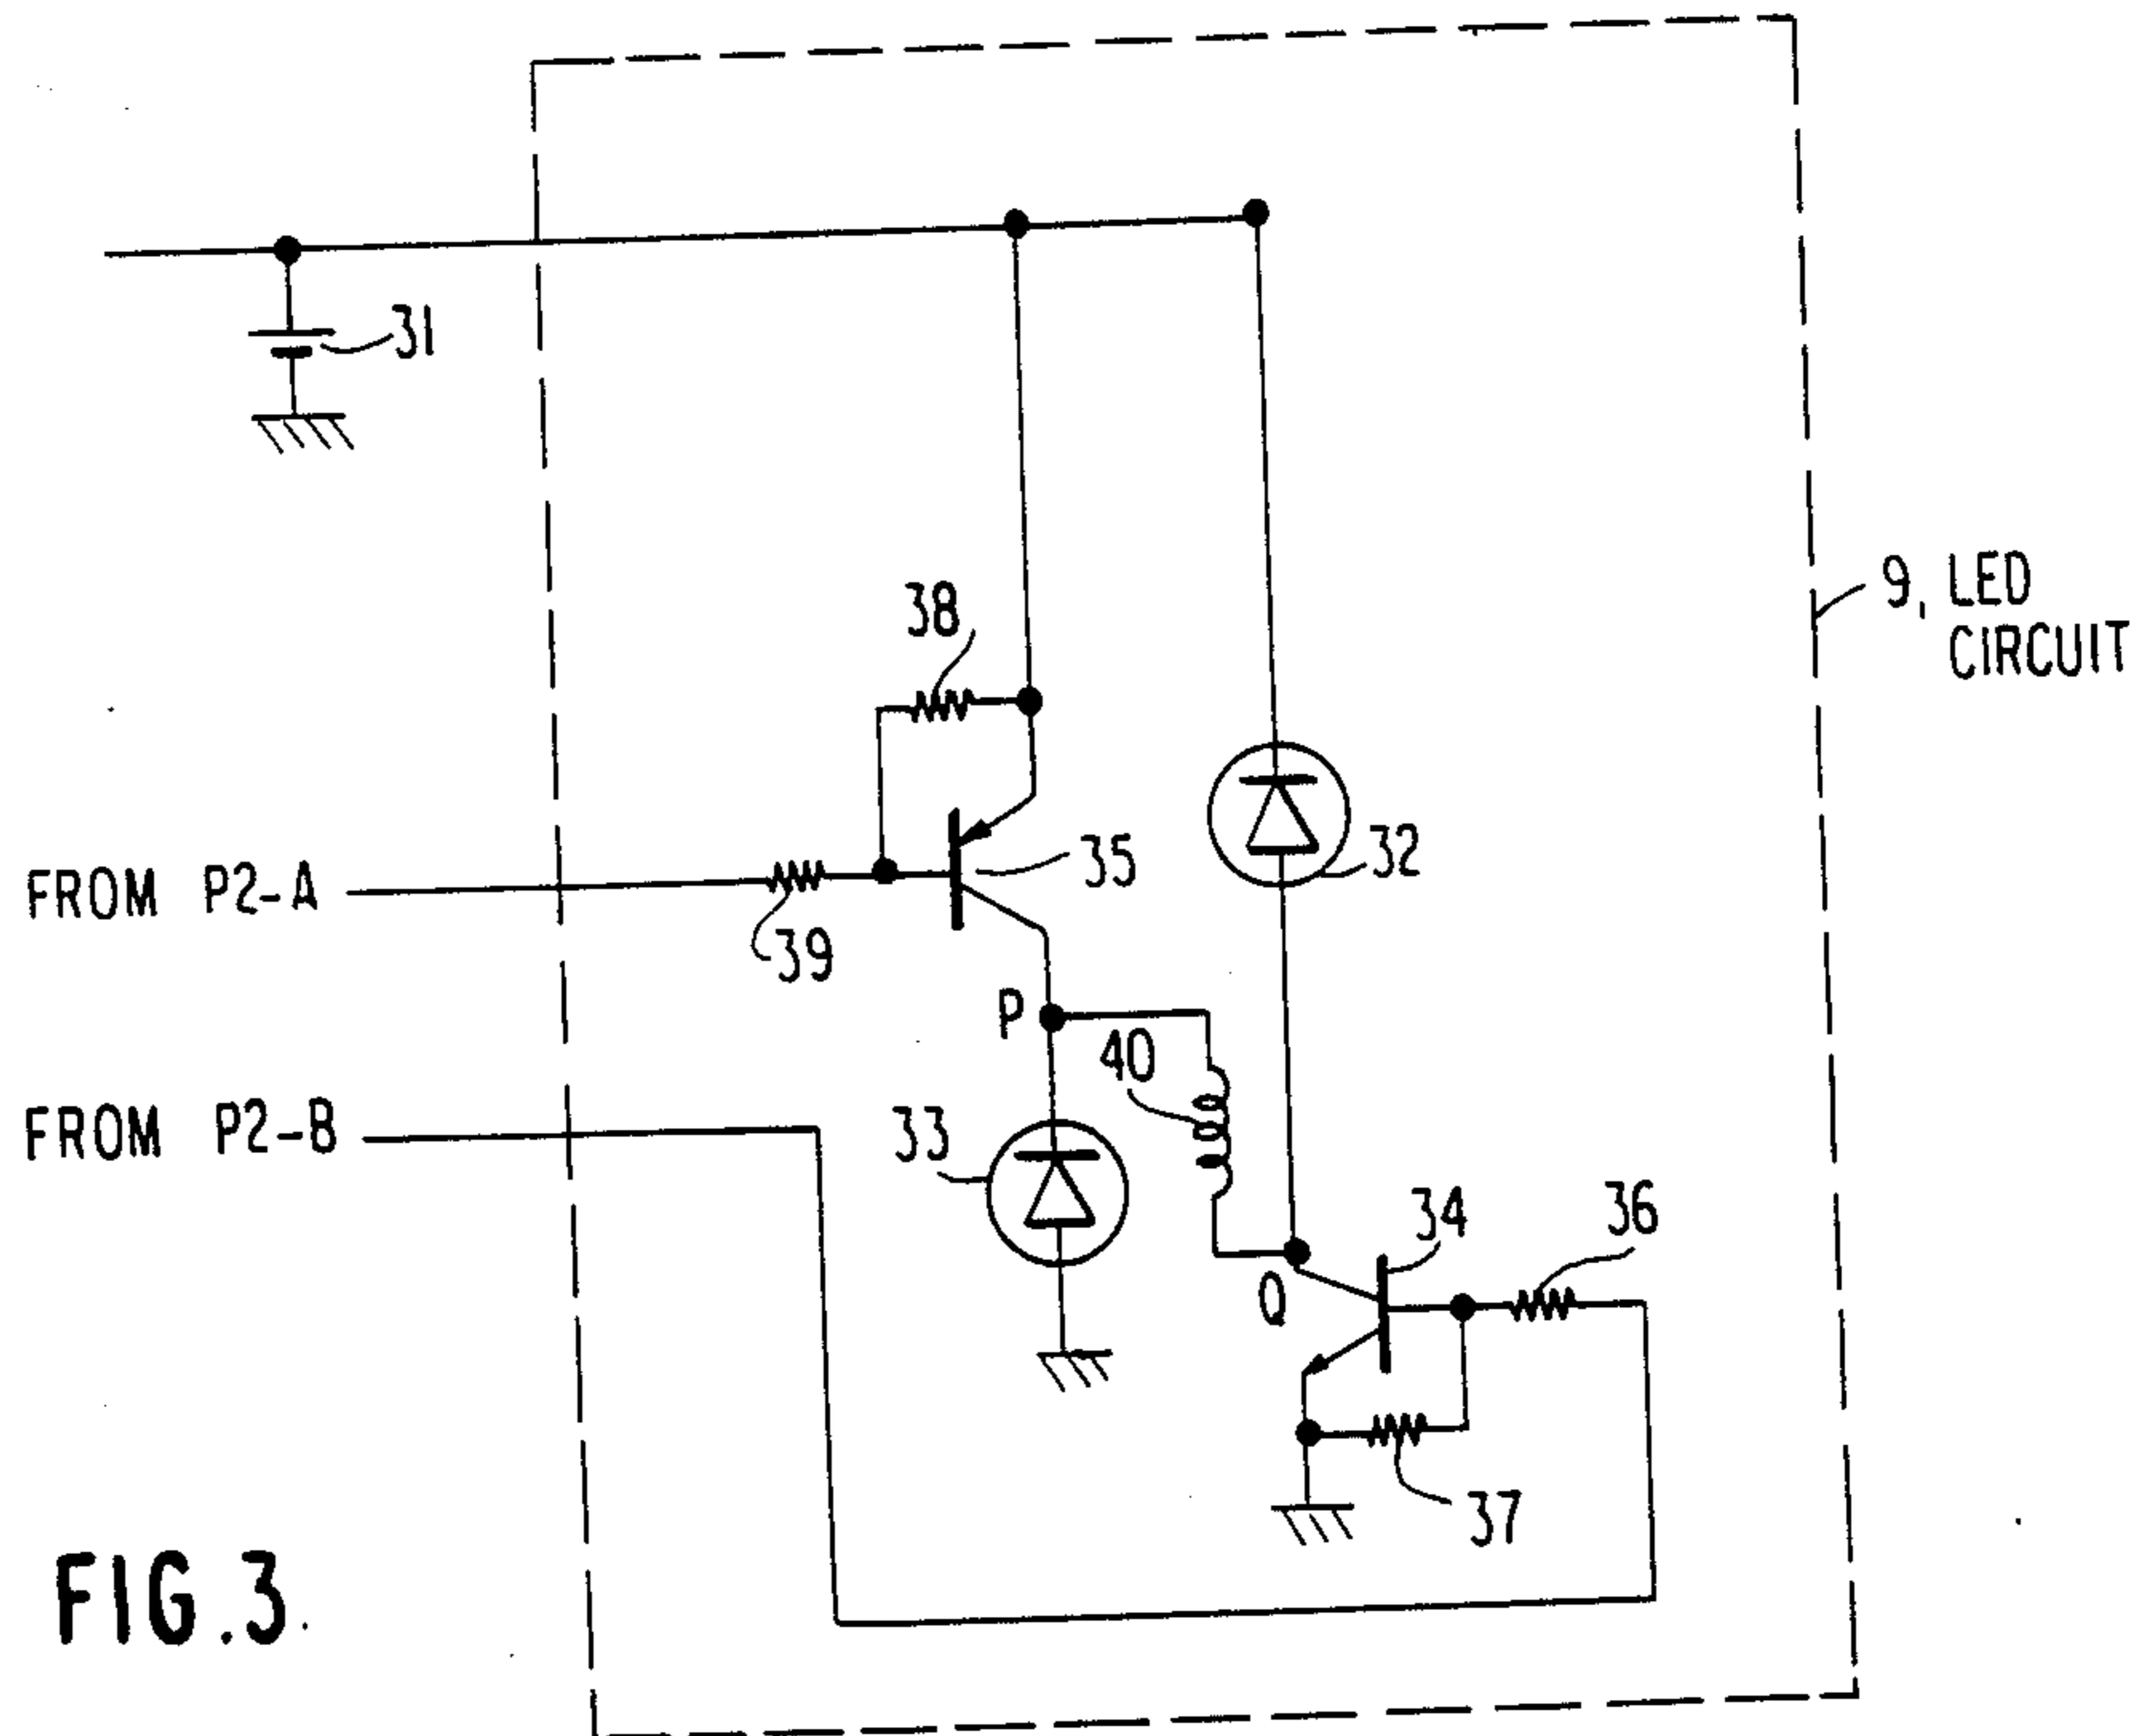 31
38
9, LED
CIRCUIT
35
32
FROM P2-A
39
P
40
FROM P2-B
33
34
36
Q
37
FIG.3.